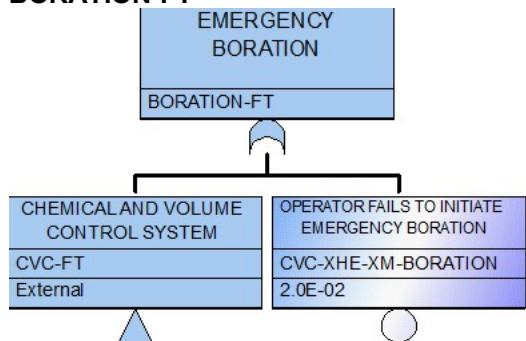 BORATION-FT
EMERGENCY
BORATION
BORATION-FT
CHEMICAL AND VOLUME
CONTROL SYSTEM
CVC-FT
External
OPERATOR FAILS TO INITIATE
EMERGENCY BORATION
CVC-XHE-XM-BORATION
2.0E-02